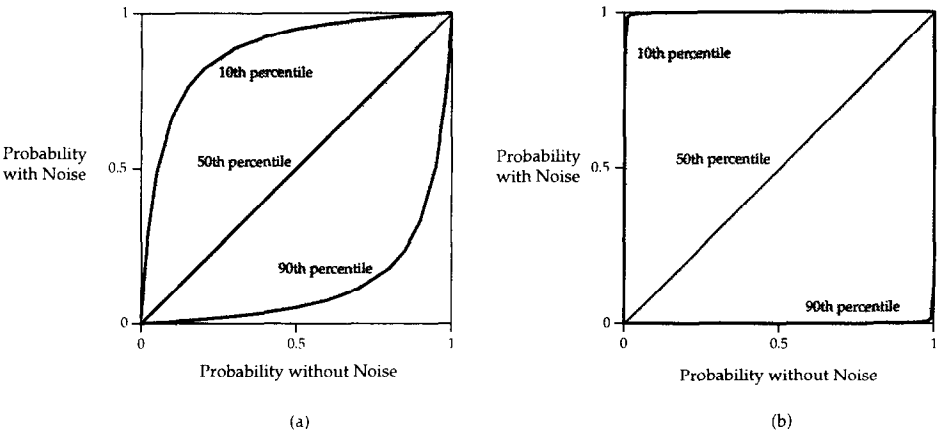 1
10th percentile
Probability
with Noise
50th percentile
0.5
90th percentile
0
0
0.5
1
Probability without Noise
(a)
1
10th percentile
Probability
with Noise
50th percentile
0.5
90th percentile
0
0
0.5
1
Probability without Noise
(b)